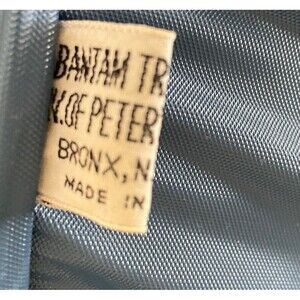 BANTAM TR
V. OF PETER
BRONX, N.
MADE IN